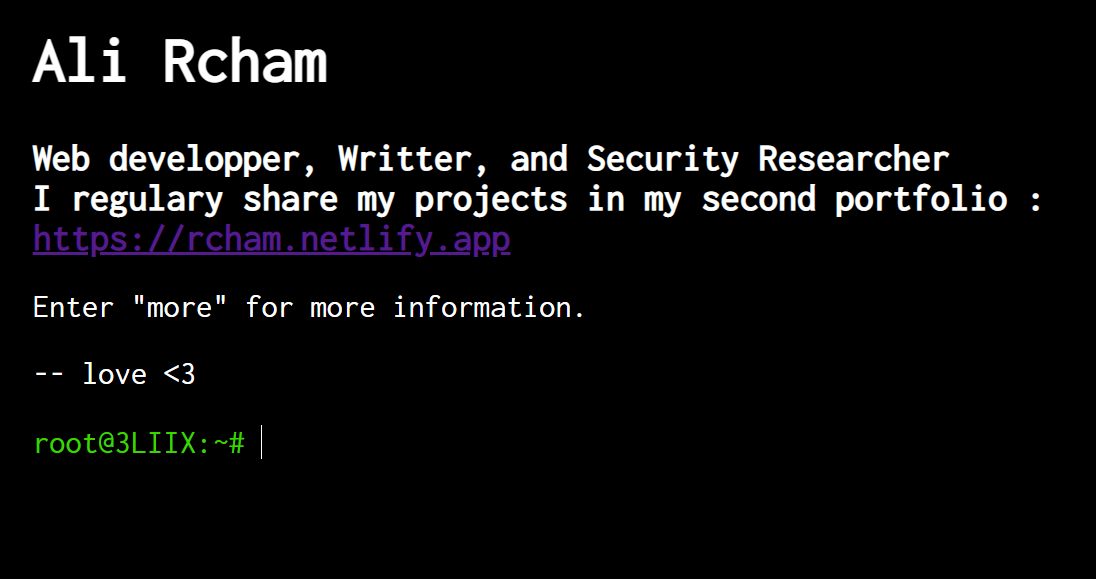 Ali Rcham
Web developper, Writter, and Security Researcher
I regulary share my projects in my second portfolio :
https://rcham.netlify.app
Enter "more" for more information.
-- love <3
root@3LIIX:~#